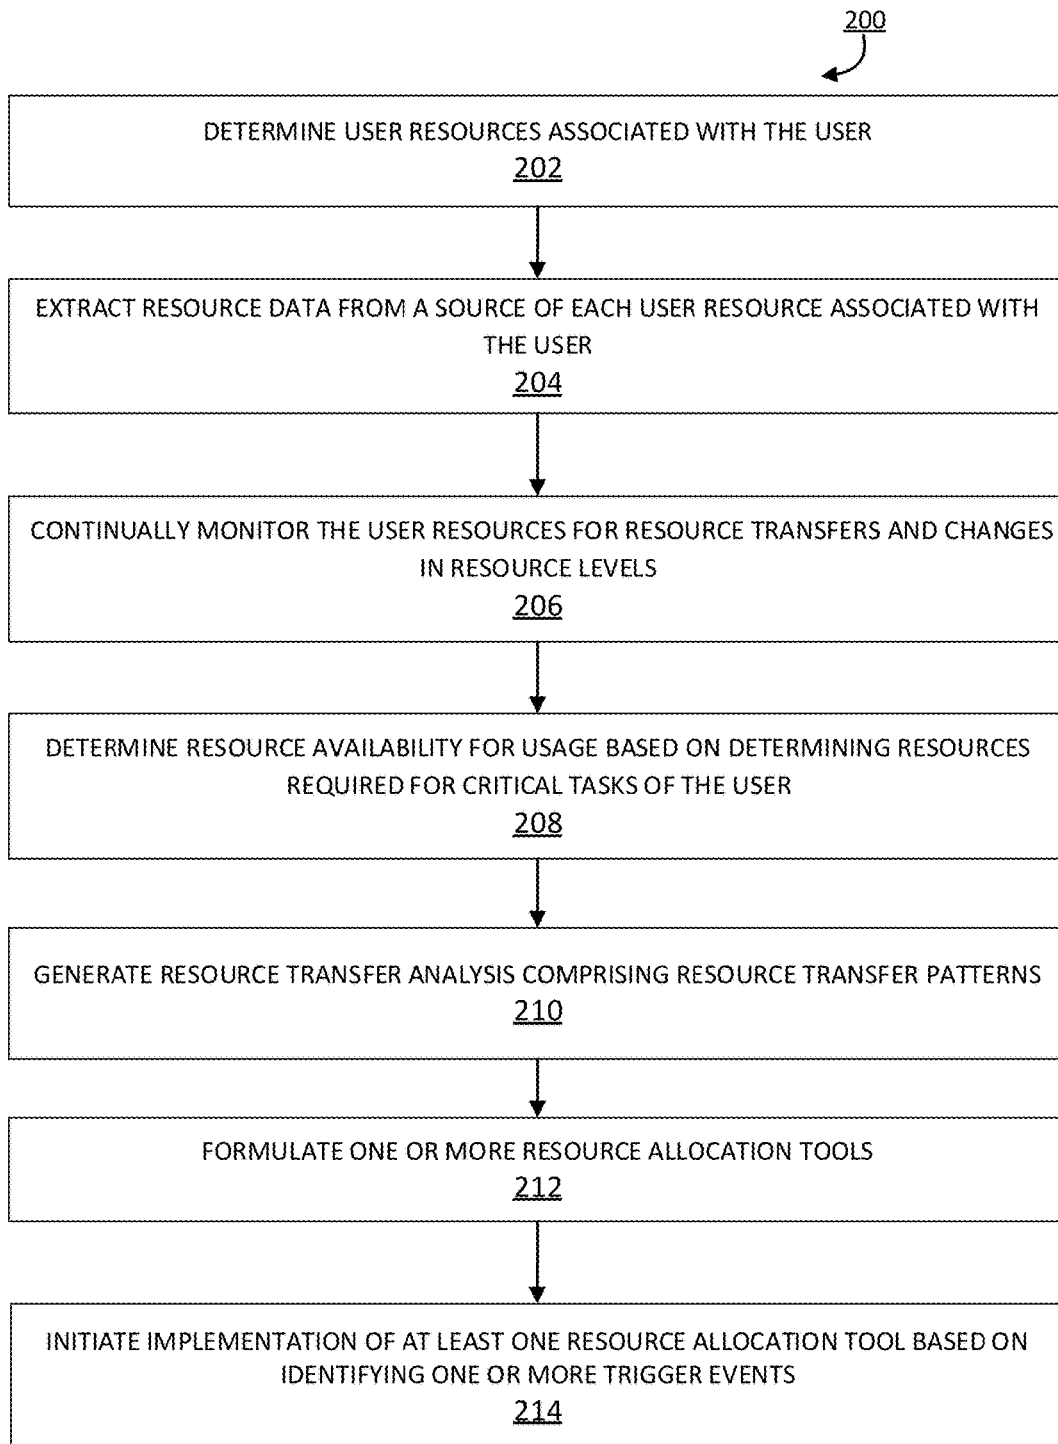 200
DETERMINE USER RESOURCES ASSOCIATED WITH THE USER
202
EXTRACT RESOURCE DATA FROM A SOURCE OF EACH USER RESOURCE ASSOCIATED WITH
THE USER
204
CONTINUALLY MONITOR THE USER RESOURCES FOR RESOURCE TRANSFERS AND CHANGES
IN RESOURCE LEVELS
206
DETERMINE RESOURCE AVAILABILITY FOR USAGE BASED ON DETERMINING RESOURCES
REQUIRED FOR CRITICAL TASKS OF THE USER
208
GENERATE RESOURCE TRANSFER ANALYSIS COMPRISING RESOURCE TRANSFER PATTERNS
210
FORMULATE ONE OR MORE RESOURCE ALLOCATION TOOLS
212
INITIATE IMPLEMENTATION OF AT LEAST ONE RESOURCE ALLOCATION TOOL BASED ON
IDENTIFYING ONE OR MORE TRIGGER EVENTS
214